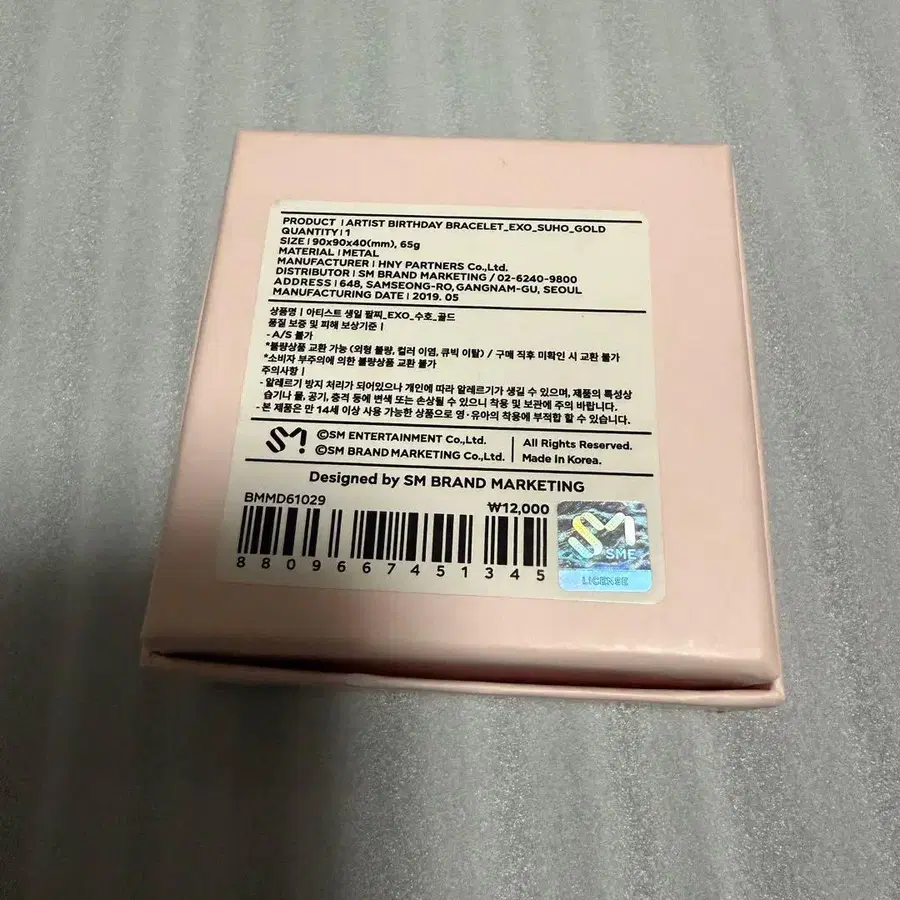 PRODUCT | ARTIST BIRTHDAY BRACELET_EXO_SUHO_GOLD
QUANTITY | 1
SIZE | 90x90x40(mm), 65g
MATERIAL | METAL
MANUFACTURER | HNY PARTNERS Co.,Ltd.
DISTRIBUTOR | SM BRAND MARKETING / 02-6240-9800
ADDRESS | 648, SAMSEONG-RO, GANGNAM-GU, SEOUL
MANUFACTURING DATE | 2019. 05
상품명 | 아티스트 생일 팔찌_EXO_수호_골드
품질 보증 및 피해 보상기준 |
- A/S 불가
*불량상품 교환 가능 (외형 불량, 컬러 이염, 큐빅 이탈) / 구매 직후 미확인 시 교환 불가
*소비자 부주의에 의한 불량상품 교환 불가
주의사항 |
- 알레르기 방지 처리가 되어있으나 개인에 따라 알레르기가 생길 수 있으며, 제품의 특성상
습기나 물, 공기, 충격 등에 변색 또는 손상될 수 있으니 착용 및 보관에 주의 바랍니다.
- 본 제품은 만 14세 이상 사용 가능한 상품으로 영·유아의 착용에 부적합 할 수 있습니다.
SM
©SM ENTERTAINMENT Co.,Ltd.
©SM BRAND MARKETING Co.,Ltd.
All Rights Reserved.
Made in Korea.
Designed by SM BRAND MARKETING
BMMD61029
₩12,000
8809667451345
SM
SME
LICENSE